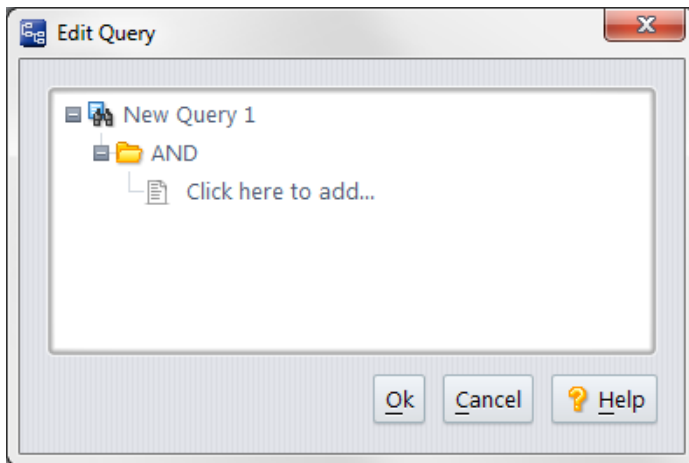 Edit Query
New Query 1
AND
Click here to add...
Ok Cancel Help